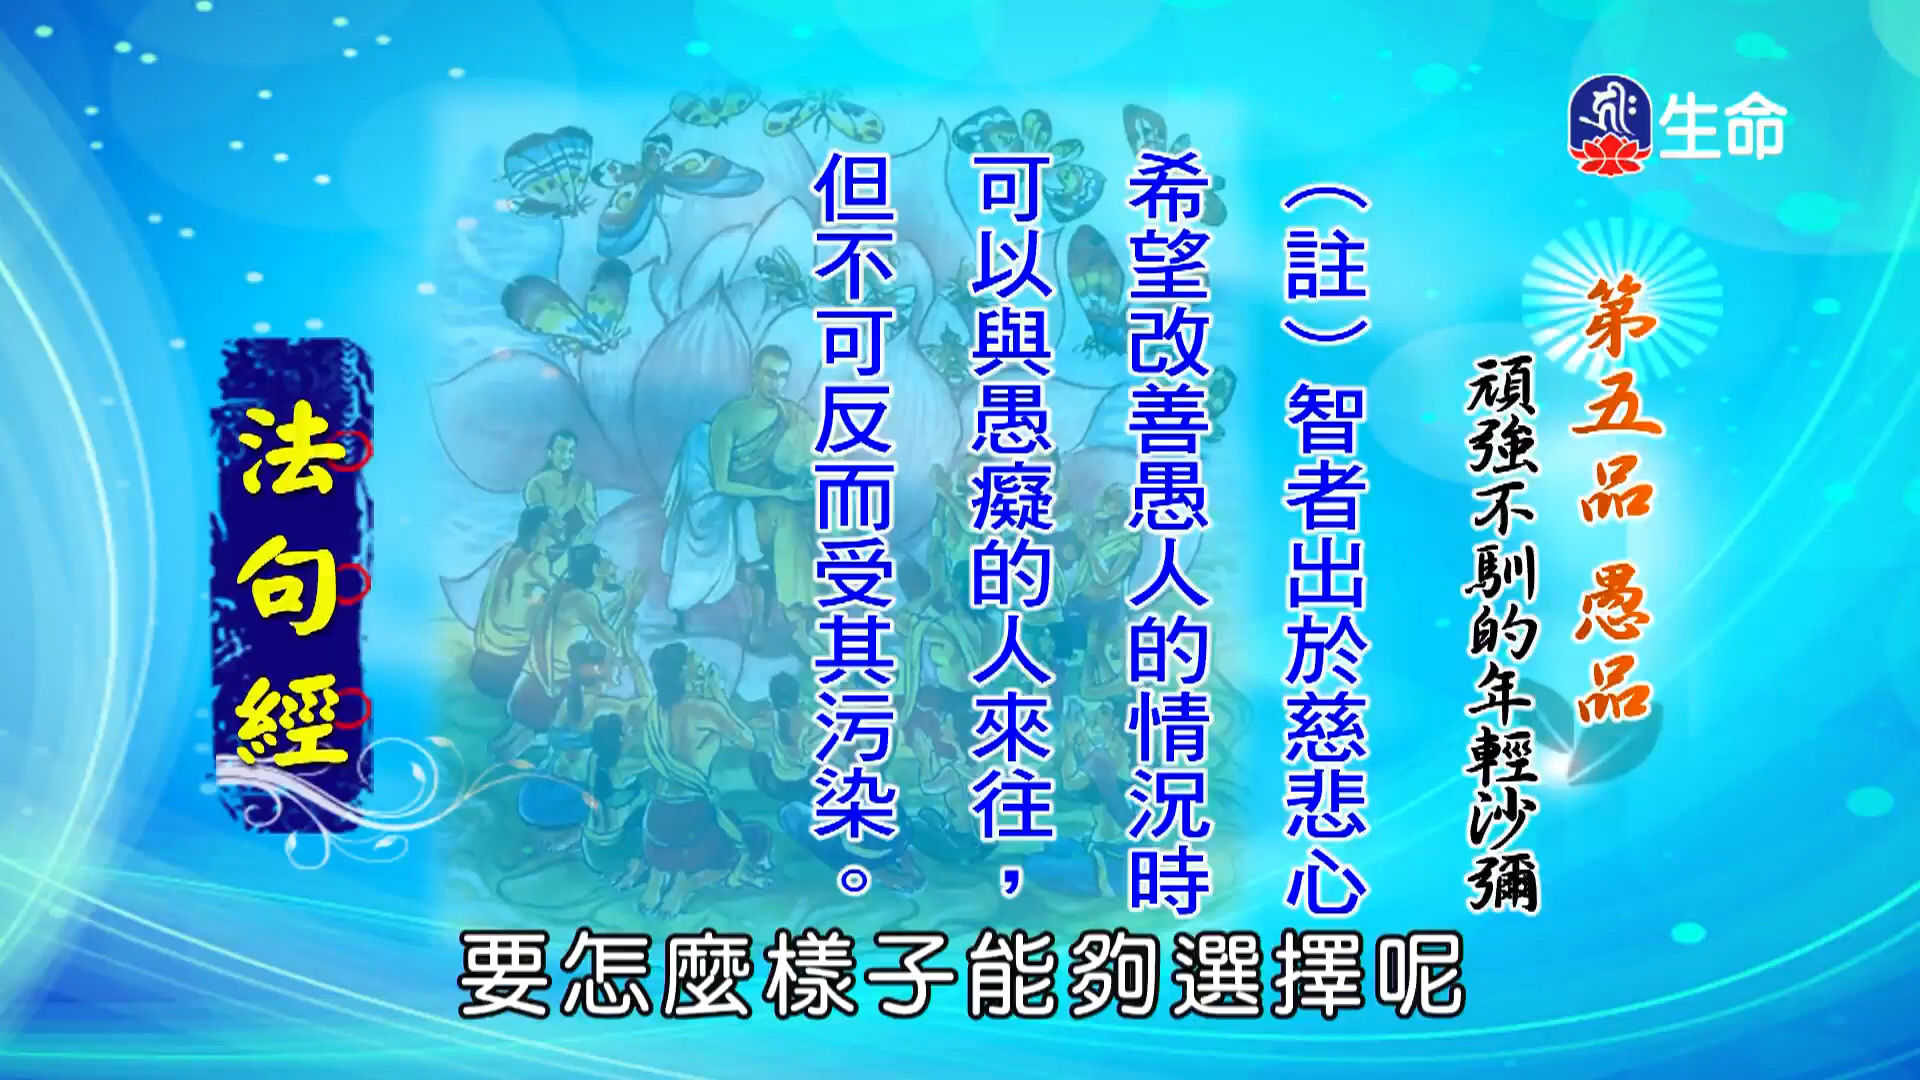 生命
第五品 愚品
頑強不馴的年輕沙彌
（註）智者出於慈悲心
希望改善愚人的情況時
可以與愚癡的人來往，
但不可反而受其污染。
法句經
要怎麼樣子能夠選擇呢